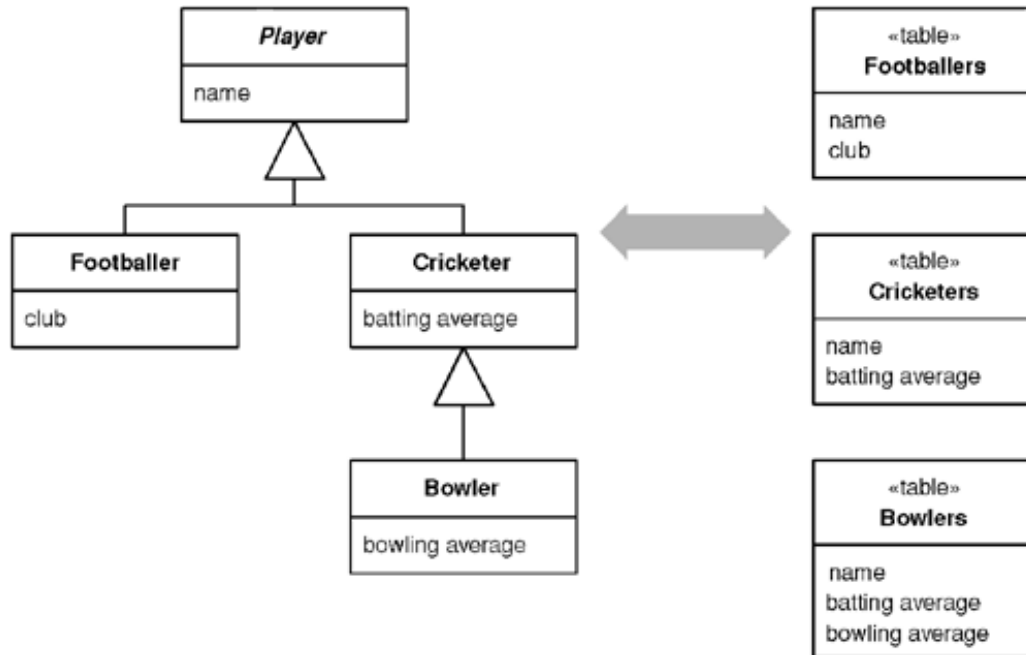 Player
name
Footballer
club
Cricketer
batting average
Bowler
bowling average
«table»
Footballers
name
club
«table»
Cricketers
name
batting average
«table»
Bowlers
name
batting average
bowling average